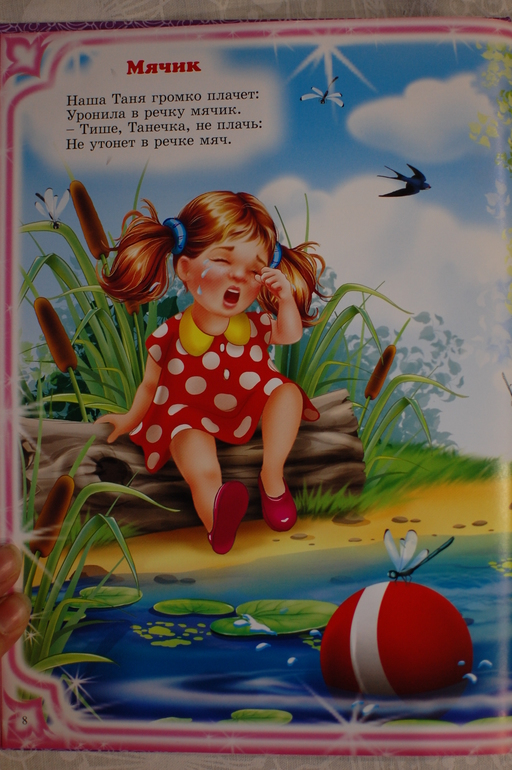 Мячик
Наша Таня громко плачет:
Уронила в речку мячик.
– Тише, Танечка, не плачь:
Не утонет в речке мяч.
8